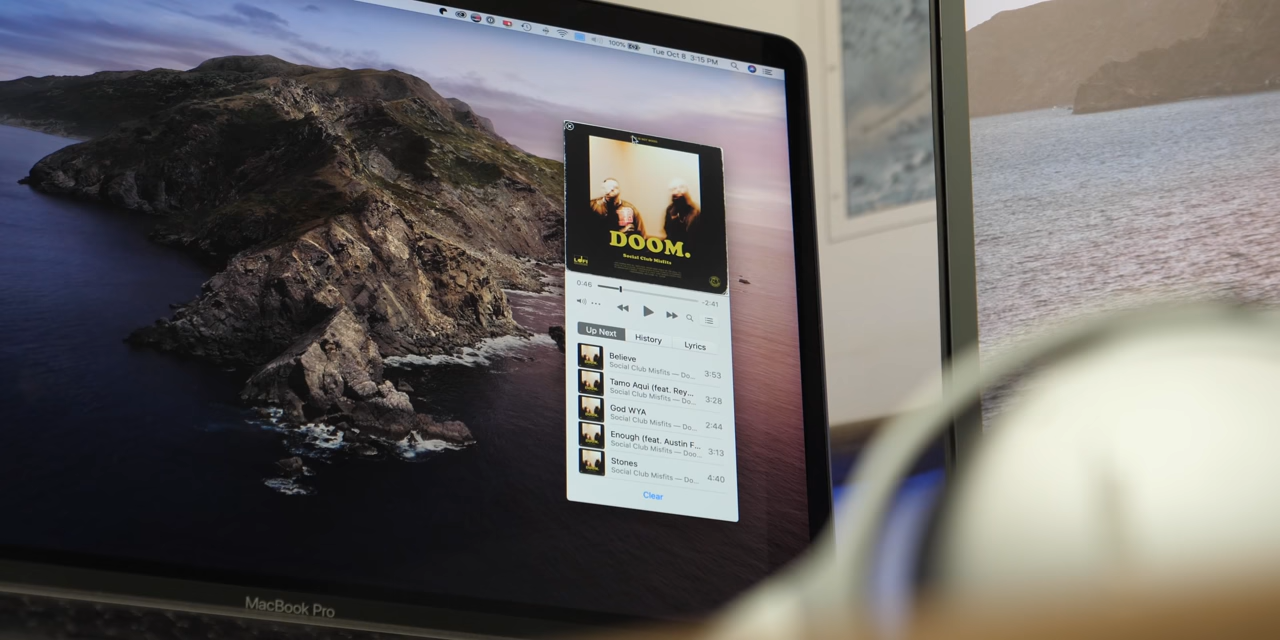 100%
Tue Oct 8 3:15 PM
DOOM.
Social Club Misfits
0:46
-2:41
Up Next
History
Lyrics
Believe
Social Club Misfits — Do...
3:53
Tamo Aqui (feat. Rey...
Social Club Misfits — Do...
3:28
God WYA
Social Club Misfits — Do...
2:44
Enough (feat. Austin F...
Social Club Misfits — Doo...
3:13
Stones
Social Club Misfits — Do...
4:40
Clear
MacBook Pro